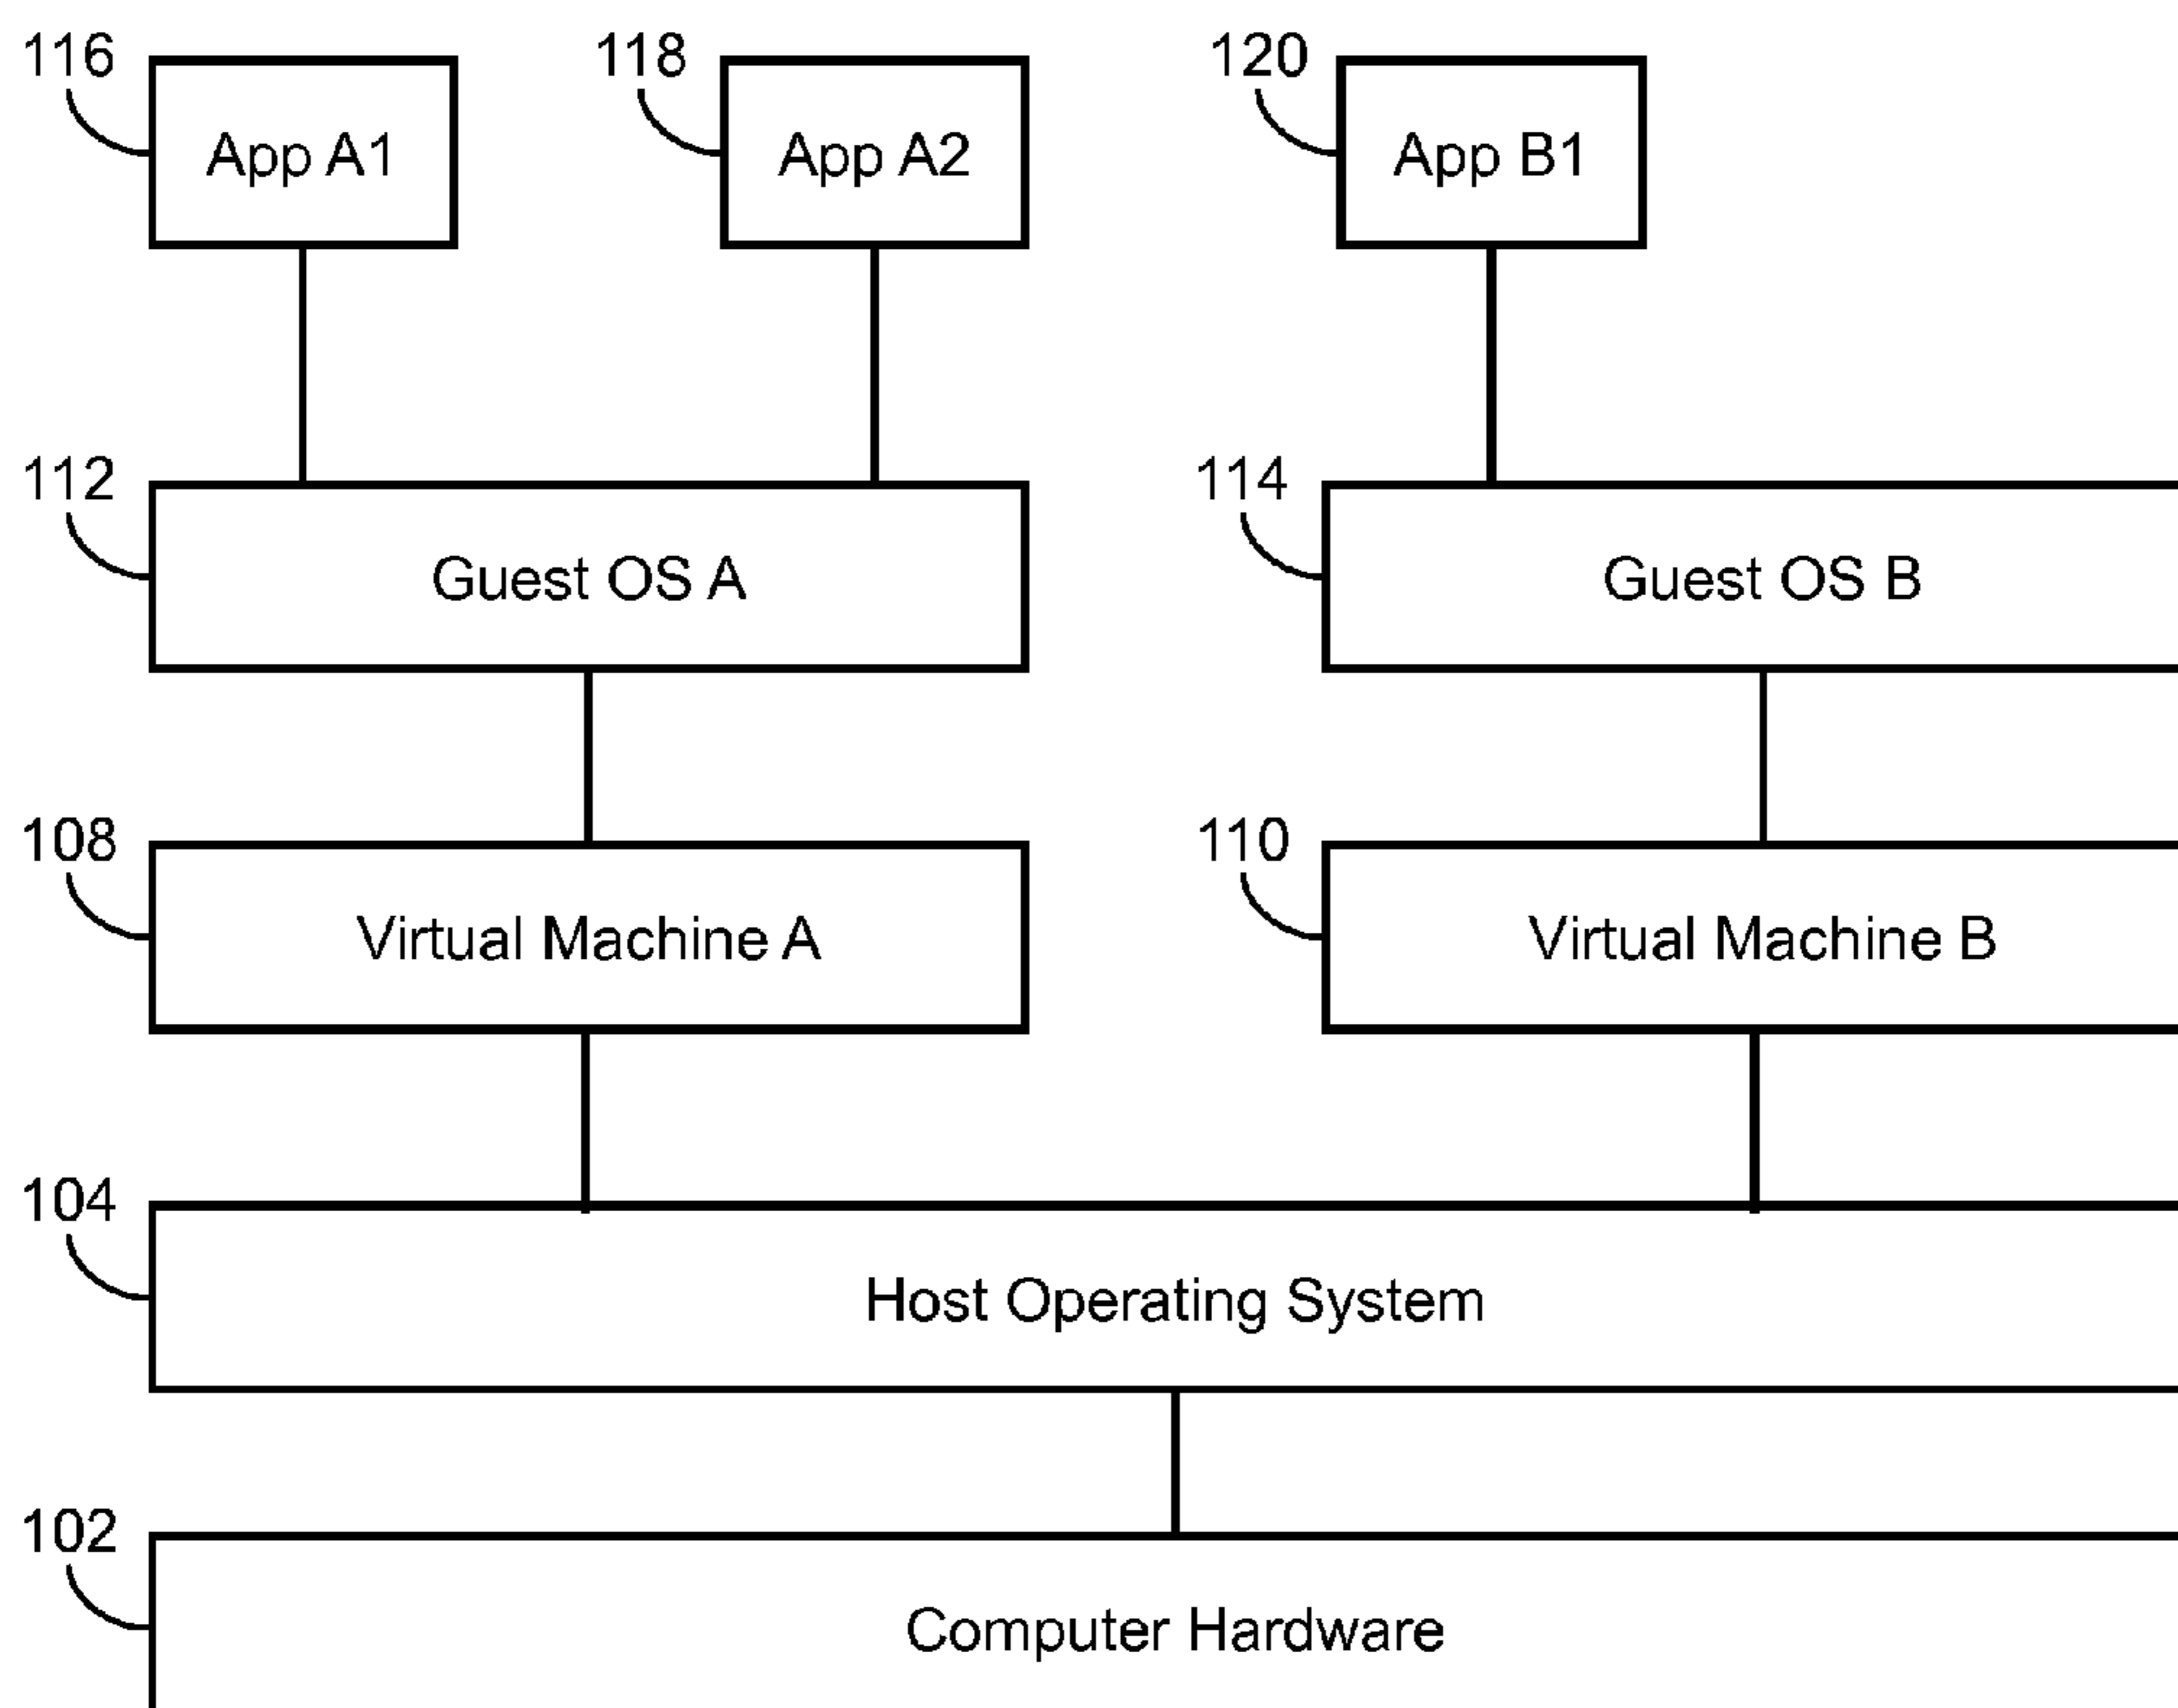 116
118
120
App A1
App A2
App B1
112
114
Guest OS A
Guest OS B
108
110
Virtual Machine A
Virtual Machine B
104
Host Operating System
102
Computer Hardware